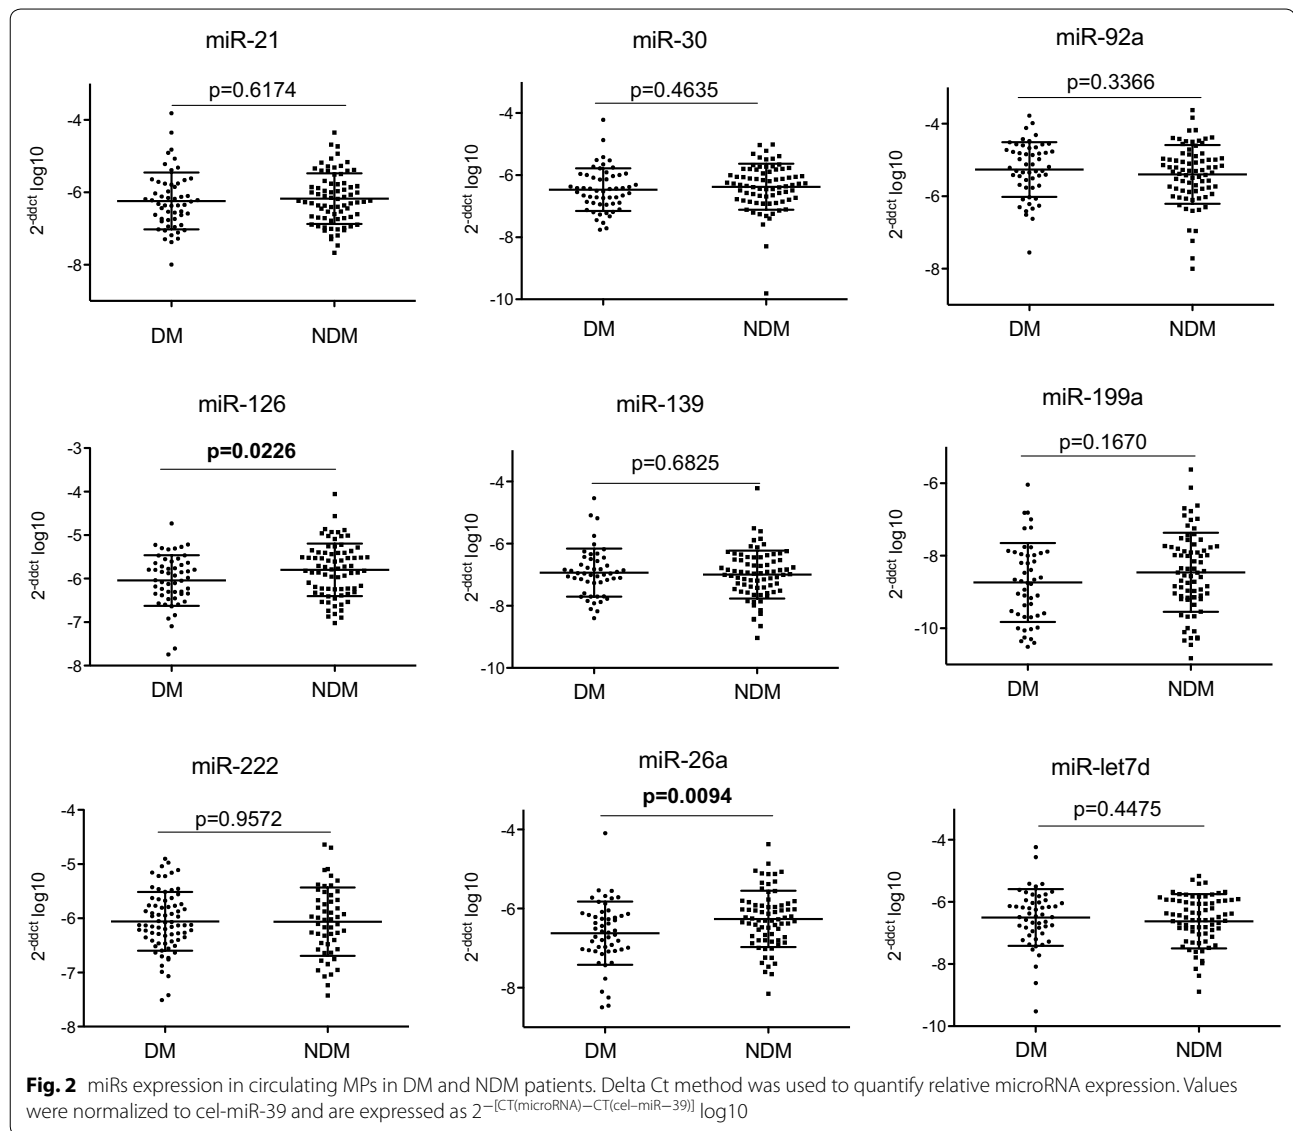 miR-21
p=0.6174
2-ddct log10
-4
-6
-8
DM NDM
miR-30
p=0.4635
2-ddct log10
-4
-6
-8
-10
DM NDM
miR-92a
p=0.3366
2-ddct log10
-4
-6
-8
DM NDM
miR-126
p=0.0226
2-ddct log10
-3
-4
-5
-6
-7
-8
DM NDM
miR-139
p=0.6825
2-ddct log10
-4
-6
-8
-10
DM NDM
miR-199a
p=0.1670
2-ddct log10
-6
-8
-10
DM NDM
miR-222
p=0.9572
2-ddct log10
-4
-5
-6
-7
-8
DM NDM
miR-26a
p=0.0094
2-ddct log10
-4
-6
-8
DM NDM
miR-let7d
p=0.4475
2-ddct log10
-4
-6
-8
-10
DM NDM
Fig. 2 miRs expression in circulating MPs in DM and NDM patients. Delta Ct method was used to quantify relative microRNA expression. Values
were normalized to cel-miR-39 and are expressed as 2−[CT(microRNA)−CT(cel–miR−39)] log10